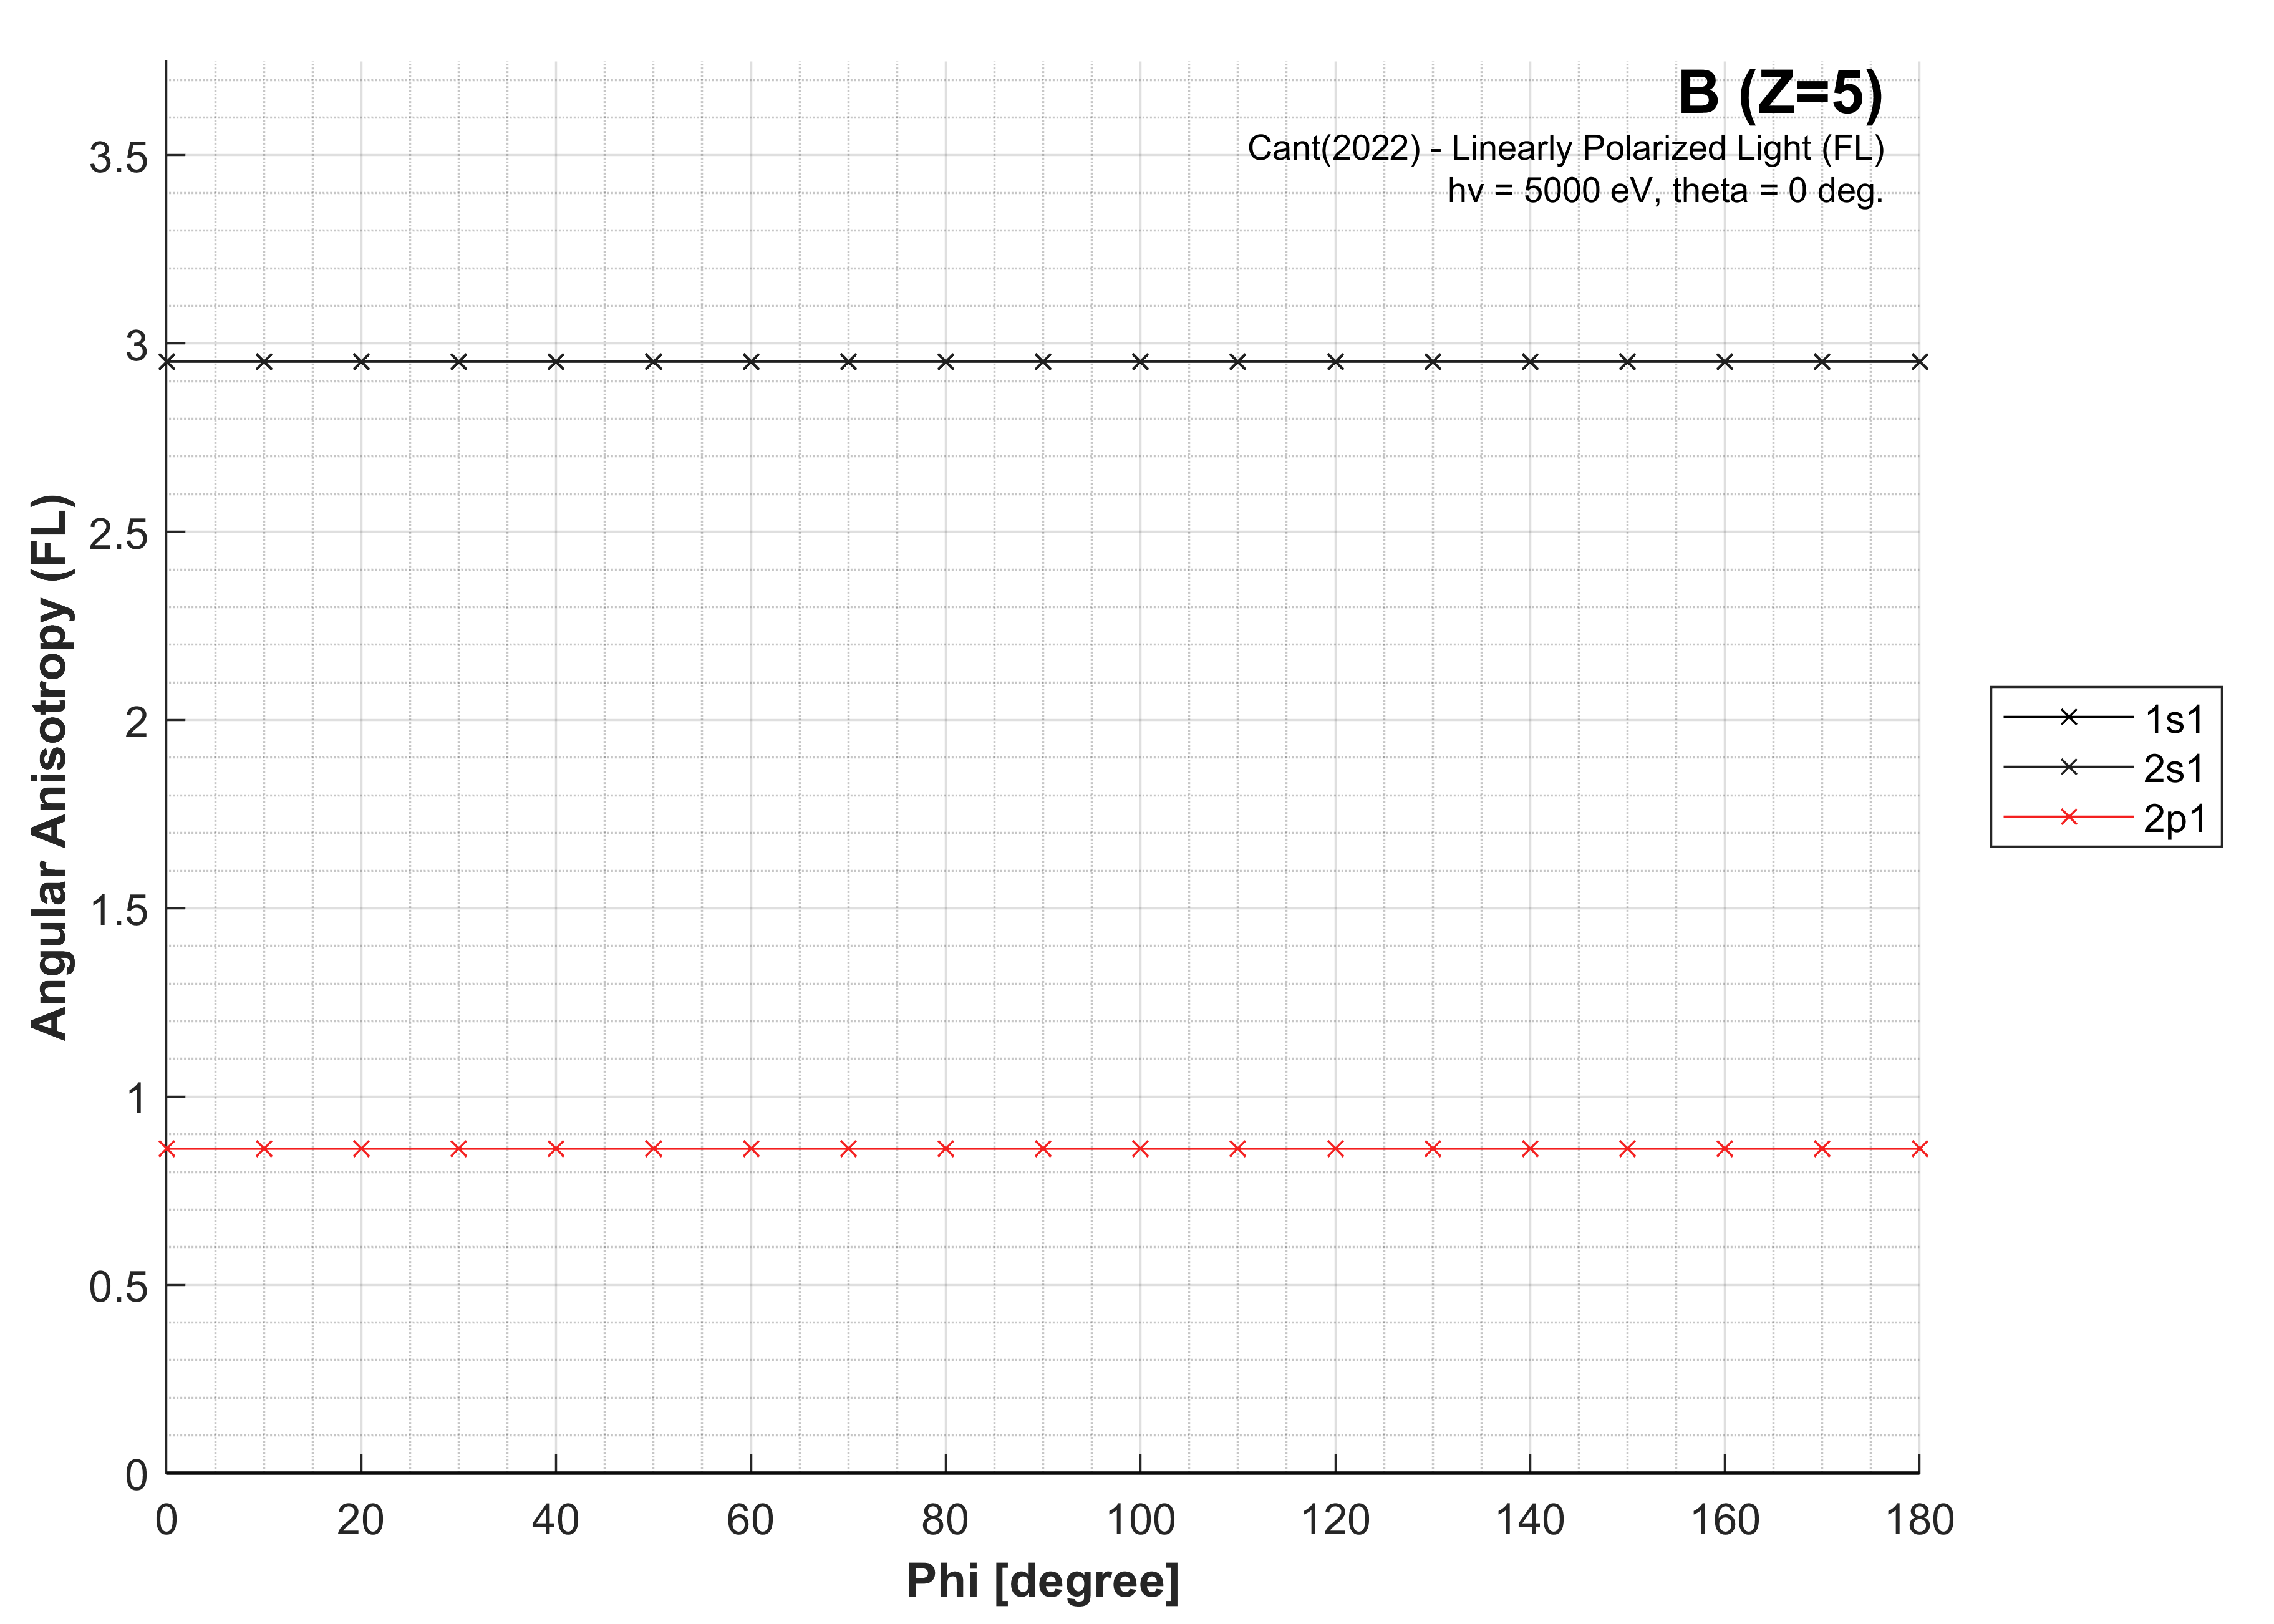 B (Z=5)
Cant(2022) - Linearly Polarized Light (FL)
hv = 5000 eV, theta = 0 deg.
Angular Anisotropy (FL)
3.5
3
2.5
2
1.5
1
0.5
0
0 20 40 60 80 100 120 140 160 180
Phi [degree]
1s1
2s1
2p1